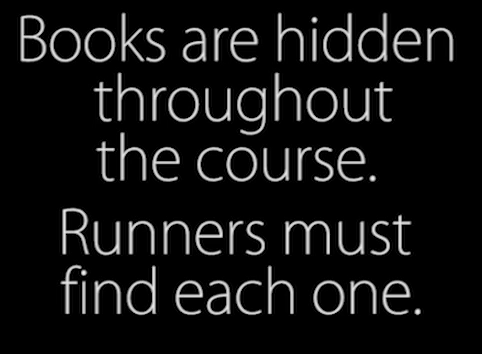 Books are hidden
throughout
the course.
Runners must
find each one.